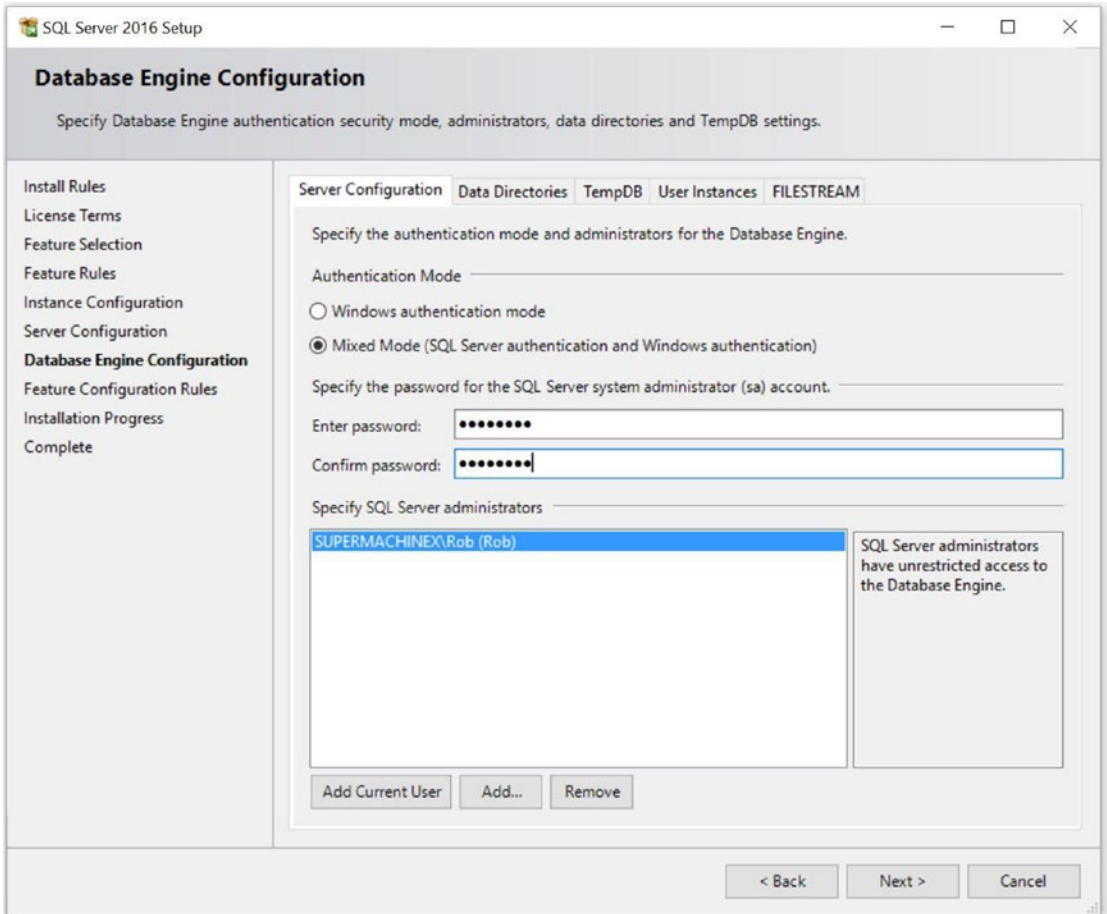 SQL Server 2016 Setup
Database Engine Configuration
Specify Database Engine authentication security mode, administrators, data directories and TempDB settings.
Install Rules
License Terms
Feature Selection
Feature Rules
Instance Configuration
Server Configuration
Database Engine Configuration
Feature Configuration Rules
Installation Progress
Complete
Server Configuration Data Directories TempDB User Instances FILESTREAM
Specify the authentication mode and administrators for the Database Engine.
Authentication Mode
Windows authentication mode
Mixed Mode (SQL Server authentication and Windows authentication)
Specify the password for the SQL Server system administrator (sa) account.
Enter password: ●●●●●●●●
Confirm password: ●●●●●●●●
Specify SQL Server administrators
SUPERMACHINEX\Rob (Rob)
SQL Server administrators
have unrestricted access to
the Database Engine.
Add Current User Add... Remove
< Back Next > Cancel